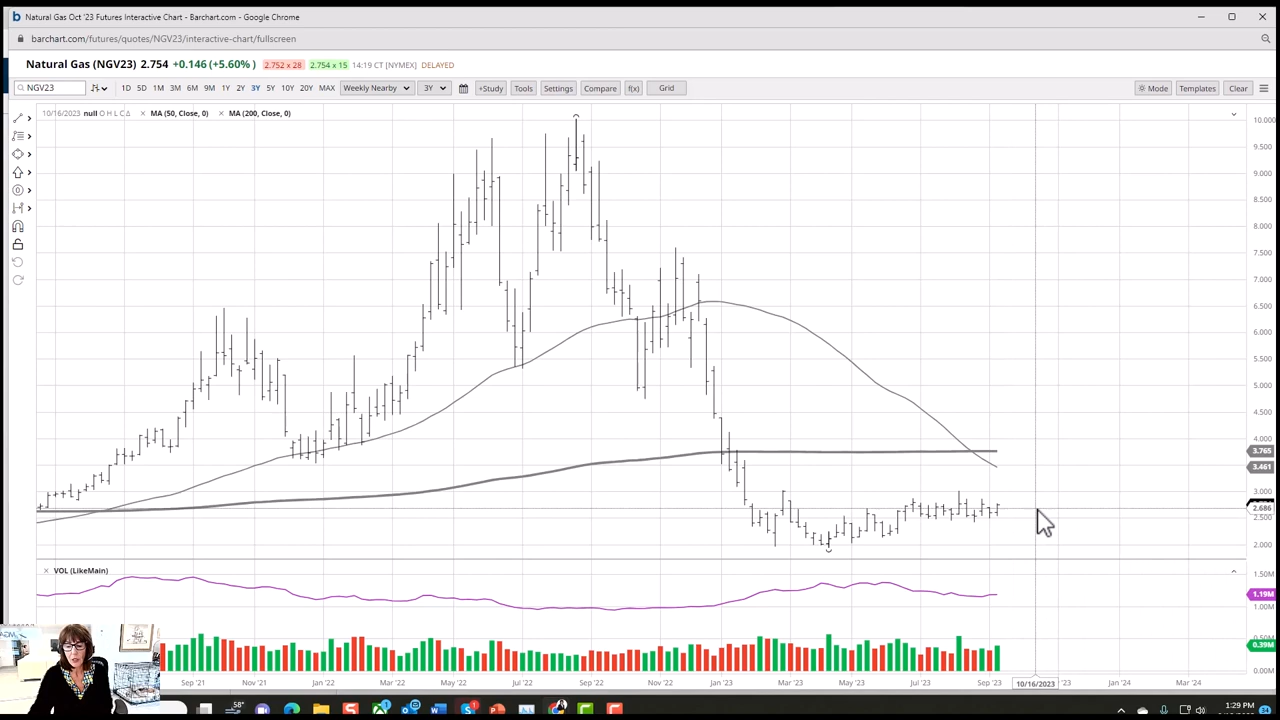 Natural Gas Oct '23 Futures Interactive Chart - Barchart.com - Google Chrome
barchart.com/futures/quotes/NGV23/interactive-chart/fullscreen
Natural Gas (NGV23) 2.754 +0.146 (+5.60%) 2.752 x 28 2.754 x 15 14:19 CT [NYMEX] DELAYED
NGV23 1D 5D 1M 3M 6M 9M 1Y 2Y 3Y 5Y 10Y 20Y MAX Weekly Nearby 3Y +Study Tools Settings Compare f(x) Grid Mode Templates Clear
10/16/2023 null O H L C Δ MA (50, Close, 0) MA (200, Close, 0)
10.000
9.500
9.000
8.500
8.000
7.500
7.000
6.500
6.000
5.500
5.000
4.500
4.000
3.765
3.461
3.000
2.686
2.500
2.000
VOL (LikeMain)
1.50M
1.19M
1.00M
0.39M
0.00M
Sep '21 Nov '21 Jan '22 Mar '22 May '22 Jul '22 Sep '22 Nov '22 Jan '23 Mar '23 May '23 Jul '23 Sep '23 10/16/2023 '23 Jan '24 Mar '24
ADM
58°
1:29 PM
34